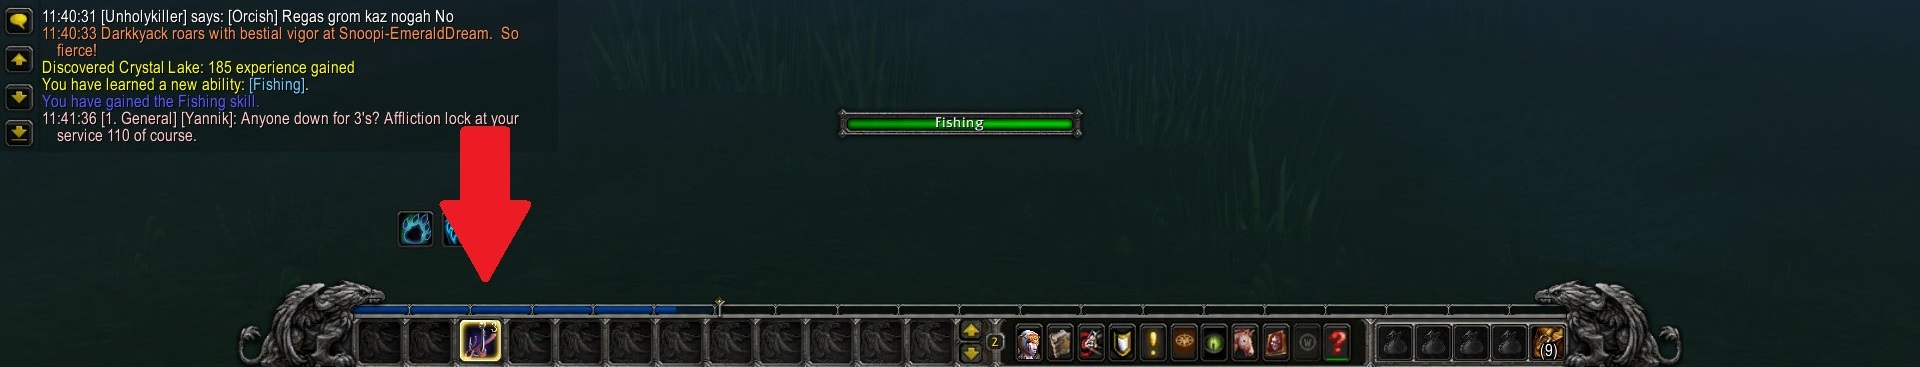 11:40:31 [Unholykiller] says: [Orcish] Regas grom kaz nogah No
11:40:33 Darkkyack roars with bestial vigor at Snoopi-EmeraldDream. So
fierce!
Discovered Crystal Lake: 185 experience gained
You have learned a new ability: [Fishing].
You have gained the Fishing skill.
11:41:36 [1. General] [Yannik]: Anyone down for 3's? Affliction lock at your
service 110 of course.
Fishing
3
2
W
?
(9)